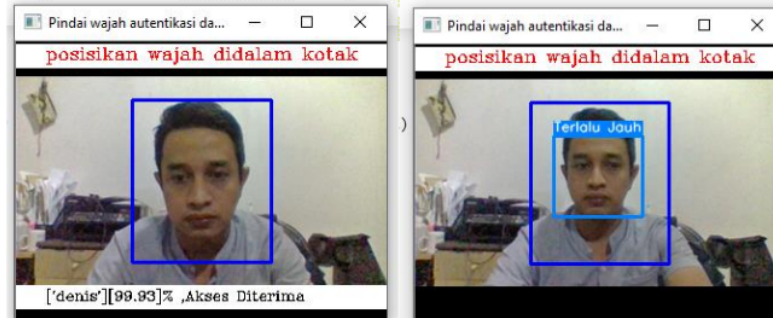 Pindai wajah autentikasi da...
posisikan wajah didalam kotak
['denis'][99.93]% ,Akses Diterima
Pindai wajah autentikasi da...
posisikan wajah didalam kotak
Terlalu Jauh
)